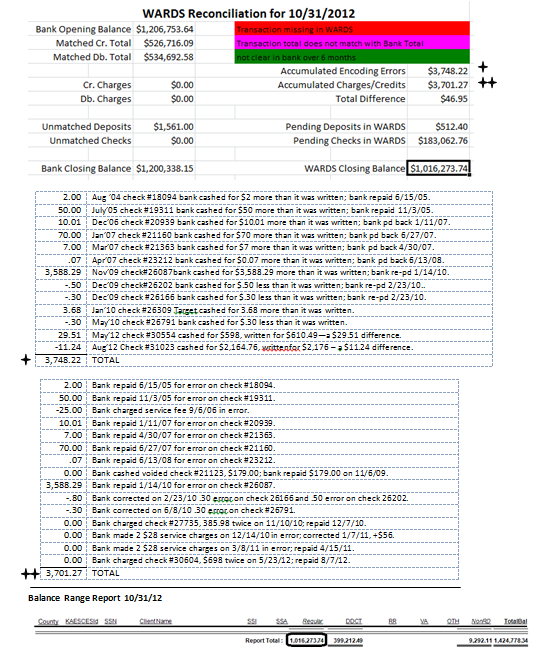 WARDS Reconciliation for 10/31/2012
Bank Opening Balance $1,206,753.64 Transaction missing in WARDS
Matched Cr. Total $526,716.09 Transaction total does not match with Bank Total
Matched Db. Total $534,692.58 not clear in bank over 6 months
Accumulated Encoding Errors $3,748.22
Cr. Charges $0.00 Accumulated Charges/Credits $3,701.27
Db. Charges $0.00 Total Difference $46.95
Unmatched Deposits $1,561.00 Pending Deposits in WARDS $512.40
Unmatched Checks $0.00 Pending Checks in WARDS $183,062.76
Bank Closing Balance $1,200,338.15 WARDS Closing Balance $1,016,273.74
2.00 Aug '04 check #18094 bank cashed for $2 more than it was written; bank repaid 6/15/05.
50.00 July'05 check #19311 bank cashed for $50 more than it was written; bank repaid 11/3/05.
10.01 Dec'06 check #20939 bank cashed for $10.01 more than it was written; bank pd back 1/11/07.
70.00 Jan'07 check #21160 bank cashed for $70 more than it was written; bank pd back 6/27/07.
7.00 Mar'07 check #21363 bank cashed for $7 more than it was written; bank pd back 4/30/07.
.07 Apr'07 check #23212 bank cashed for $0.07 more than it was written; bank pd back 6/13/08.
3,588.29 Nov'09 check#26087bank cashed for $3,588.29 more than it was written; bank re-pd 1/14/10.
-.50 Dec'09 check#26202 bank cashed for $.50 less than it was written; bank re-pd 2/23/10..
-.30 Dec'09 check #26166 bank cashed for $.30 less than it was written; bank re-pd 2/23/10.
3.68 Jan'10 check #26309 Target cashed for 3.68 more than it was written.
-.30 May'10 check #26791 bank cashed for $.30 less than it was written.
29.51 May'12 check #30554 cashed for $598, written for $610.49—a $29.51 difference.
-11.24 Aug'12 Check #31023 cashed for $2,164.76, writtenfor $2,176 – a $11.24 difference.
3,748.22 TOTAL
2.00 Bank repaid 6/15/05 for error on check #18094.
50.00 Bank repaid 11/3/05 for error on check #19311.
-25.00 Bank charged service fee 9/6/06 in error.
10.01 Bank repaid 1/11/07 for error on check #20939.
7.00 Bank repaid 4/30/07 for error on check #21363.
70.00 Bank repaid 6/27/07 for error on check #21160.
.07 Bank repaid 6/13/08 for error on check #23212.
0.00 Bank cashed voided check #21123, $179.00; bank repaid $179.00 on 11/6/09.
3,588.29 Bank repaid 1/14/10 for error on check #26087.
-.80 Bank corrected on 2/23/10 .30 error on check 26166 and .50 error on check 26202.
-.30 Bank corrected on 6/8/10 .30 error on check #26791.
0.00 Bank charged check #27735, 385.98 twice on 11/10/10; repaid 12/7/10.
0.00 Bank made 2 $28 service charges on 12/14/10 in error; corrected 1/7/11, +$56.
0.00 Bank made 2 $28 service charges on 3/8/11 in error; repaid 4/15/11.
0.00 Bank charged check #30604, $698 twice on 5/23/12; repaid 8/7/12.
3,701.27 TOTAL
Balance Range Report 10/31/12
County KAESCESId SSN ClientName SSI SSA Regular DDCT RR VA OTH NonRD TotalBal
Report Total : 1,016,273.74 399,212.49 9,292.11 1,424,778.34